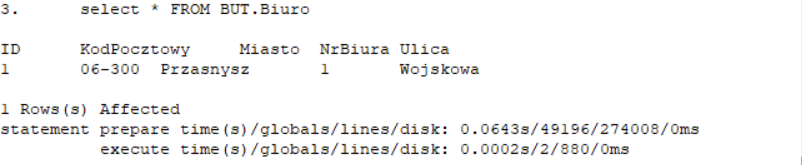 3. select * FROM BUT.Biuro
ID KodPocztowy Miasto NrBiura Ulica
1 06-300 Przasnysz 1 Wojskowa
1 Rows(s) Affected
statement prepare time(s)/globals/lines/disk: 0.0643s/49196/274008/0ms
execute time(s)/globals/lines/disk: 0.0002s/2/880/0ms